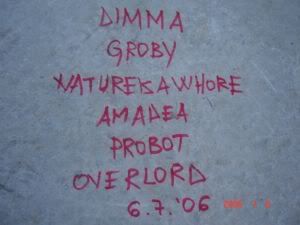 DIMMA
GROBY
NATUREISAWHORE
AMADEA
PROBOT
OVERLORD
6.7.'06